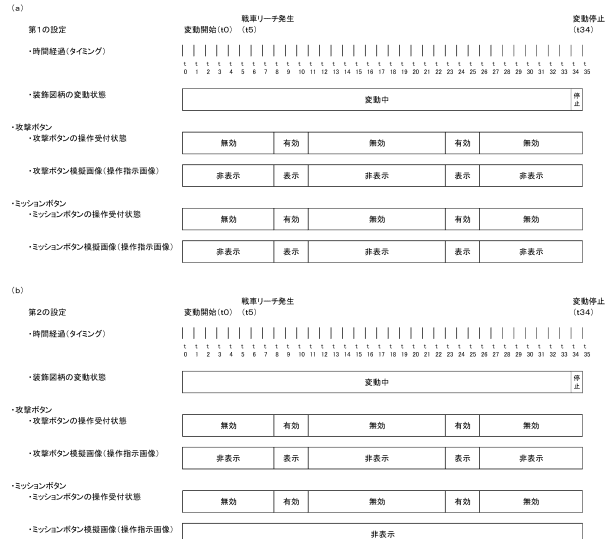 (a)
戦車リーチ発生 変動停止
第1の設定 変動開始(t0) (t5) (t34)
・時間経過(タイミング)
t t t t t t t t t t t t t t t t t t t t t t t t t t t t t t t t t t t t
0 1 2 3 4 5 6 7 8 9 10 11 12 13 14 15 16 17 18 19 20 21 22 23 24 25 26 27 28 29 30 31 32 33 34 35
・装飾図柄の変動状態 変動中 停止
・攻撃ボタン
・攻撃ボタンの操作受付状態 無効 有効 無効 有効 無効
・攻撃ボタン模擬画像(操作指示画像) 非表示 表示 非表示 表示 非表示
・ミッションボタン
・ミッションボタンの操作受付状態 無効 有効 無効 有効 無効
・ミッションボタン模擬画像(操作指示画像) 非表示 表示 非表示 表示 非表示
(b)
戦車リーチ発生 変動停止
第2の設定 変動開始(t0) (t5) (t34)
・時間経過(タイミング)
t t t t t t t t t t t t t t t t t t t t t t t t t t t t t t t t t t t t
0 1 2 3 4 5 6 7 8 9 10 11 12 13 14 15 16 17 18 19 20 21 22 23 24 25 26 27 28 29 30 31 32 33 34 35
・装飾図柄の変動状態 変動中 停止
・攻撃ボタン
・攻撃ボタンの操作受付状態 無効 有効 無効 有効 無効
・攻撃ボタン模擬画像(操作指示画像) 非表示 表示 非表示 表示 非表示
・ミッションボタン
・ミッションボタンの操作受付状態 無効 有効 無効 有効 無効
・ミッションボタン模擬画像(操作指示画像) 非表示